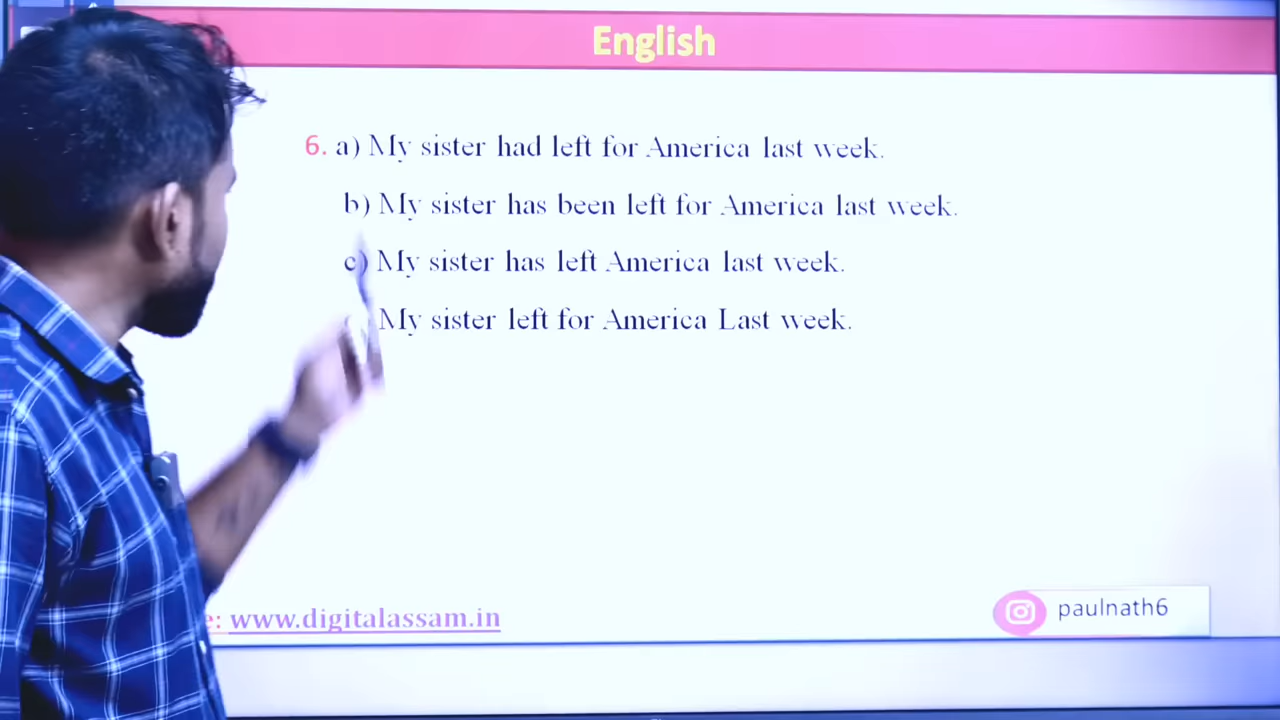 English
6. a) My sister had left for America last week.
b) My sister has been left for America last week.
c) My sister has left America last week.
My sister left for America Last week.
e: www.digitalassam.in
paulnath6